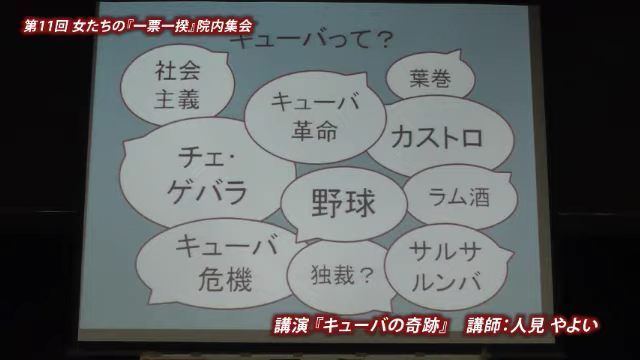 第11回 女たちの『一票一揆』院内集会
キューバって？
社会
主義
キューバ
革命
葉巻
カストロ
チェ・
ゲバラ
野球
ラム酒
キューバ
危機
独裁？
サルサ
ルンバ
講演『キューバの奇跡』 講師：人見 やよい